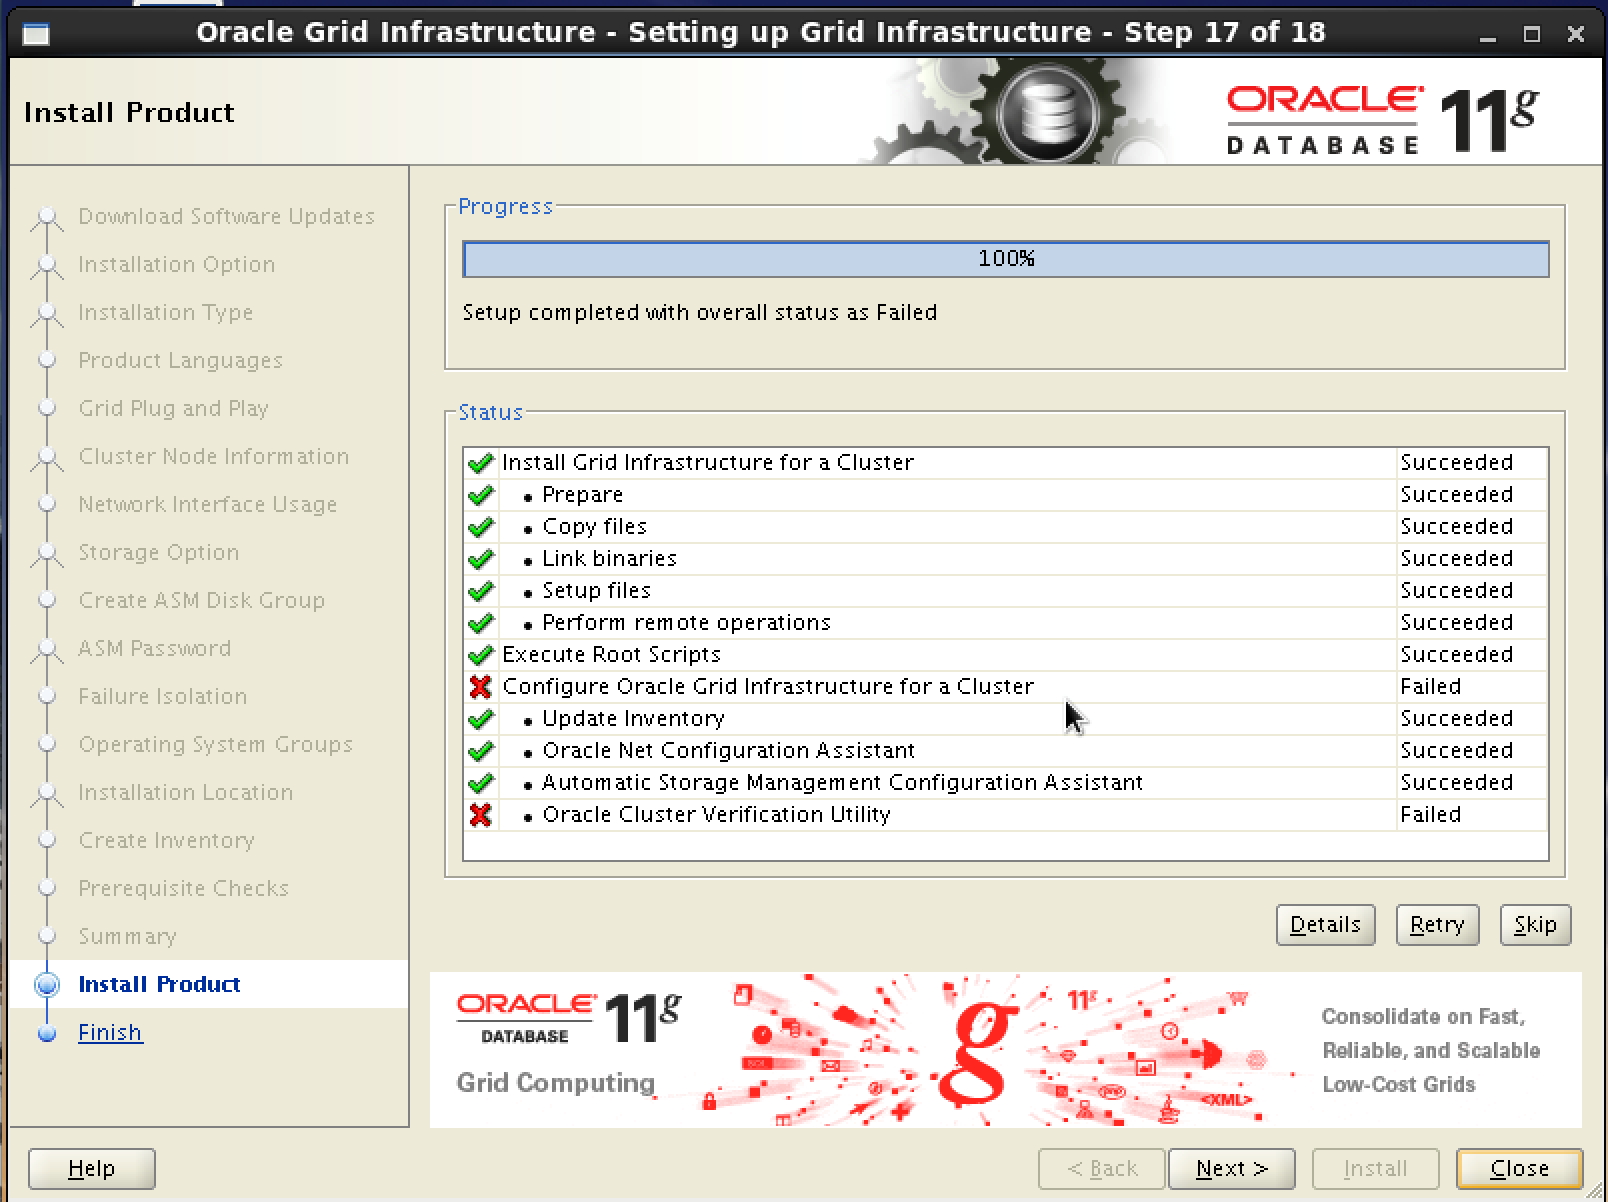 Oracle Grid Infrastructure - Setting up Grid Infrastructure - Step 17 of 18
Install Product
ORACLE
DATABASE
11g
Download Software Updates
Installation Option
Installation Type
Product Languages
Grid Plug and Play
Cluster Node Information
Network Interface Usage
Storage Option
Create ASM Disk Group
ASM Password
Failure Isolation
Operating System Groups
Installation Location
Create Inventory
Prerequisite Checks
Summary
Install Product
Finish
Progress
100%
Setup completed with overall status as Failed
Status
Install Grid Infrastructure for a Cluster Succeeded
• Prepare Succeeded
• Copy files Succeeded
• Link binaries Succeeded
• Setup files Succeeded
• Perform remote operations Succeeded
Execute Root Scripts Succeeded
Configure Oracle Grid Infrastructure for a Cluster Failed
• Update Inventory Succeeded
• Oracle Net Configuration Assistant Succeeded
• Automatic Storage Management Configuration Assistant Succeeded
• Oracle Cluster Verification Utility Failed
Details Retry Skip
ORACLE
DATABASE
11g
Grid Computing
g
11g
<XML>
Consolidate on Fast,
Reliable, and Scalable
Low-Cost Grids
Help < Back Next > Install Close